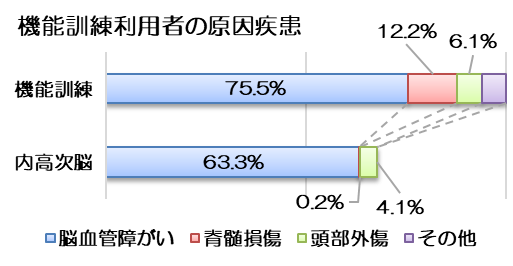 機能訓練利用者の原因疾患
12.2%
6.1%
機能訓練
75.5%
内高次脳
63.3%
0.2%
4.1%
脳血管障がい 脊髄損傷 頭部外傷 その他